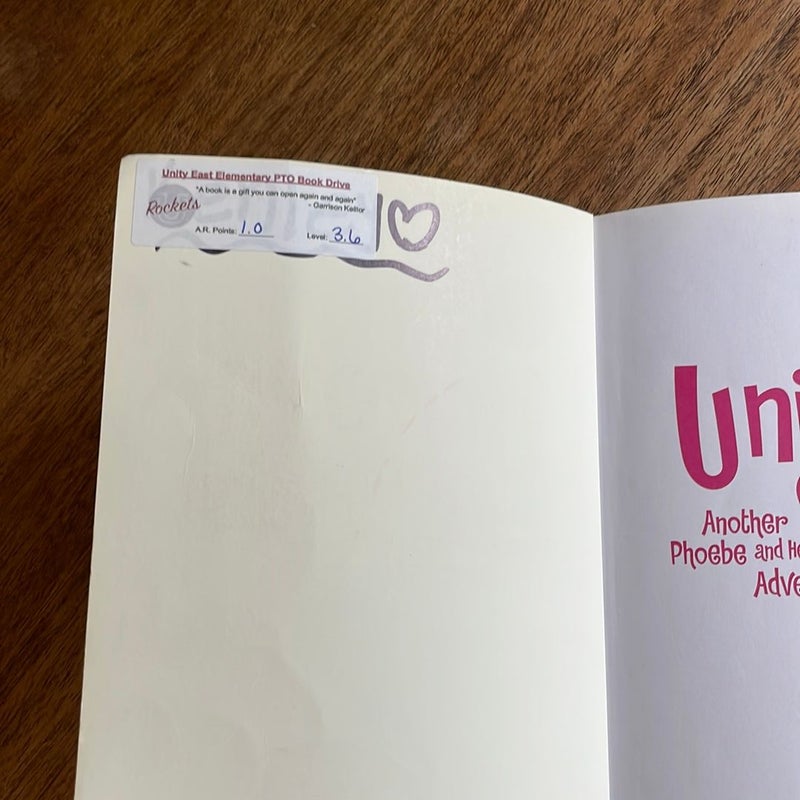 Unity East Elementary PTO Book Drive
"A book is a gift you can open again and again"
- Garrison Keillor
Rockets
A.R. Points: 1.0 Level: 3.6
Uni
Another
Phoebe and He
Adve